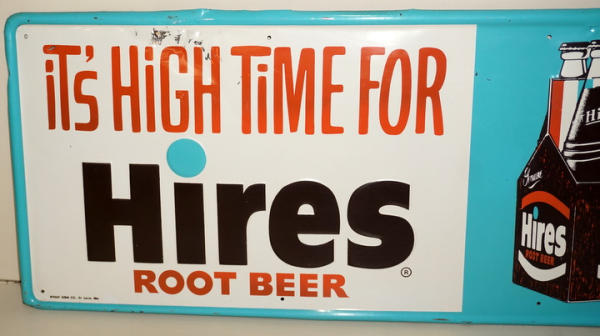 iT'S HiGH TiME FOR
Hires
®
ROOT BEER
Hires
ROOT BEER